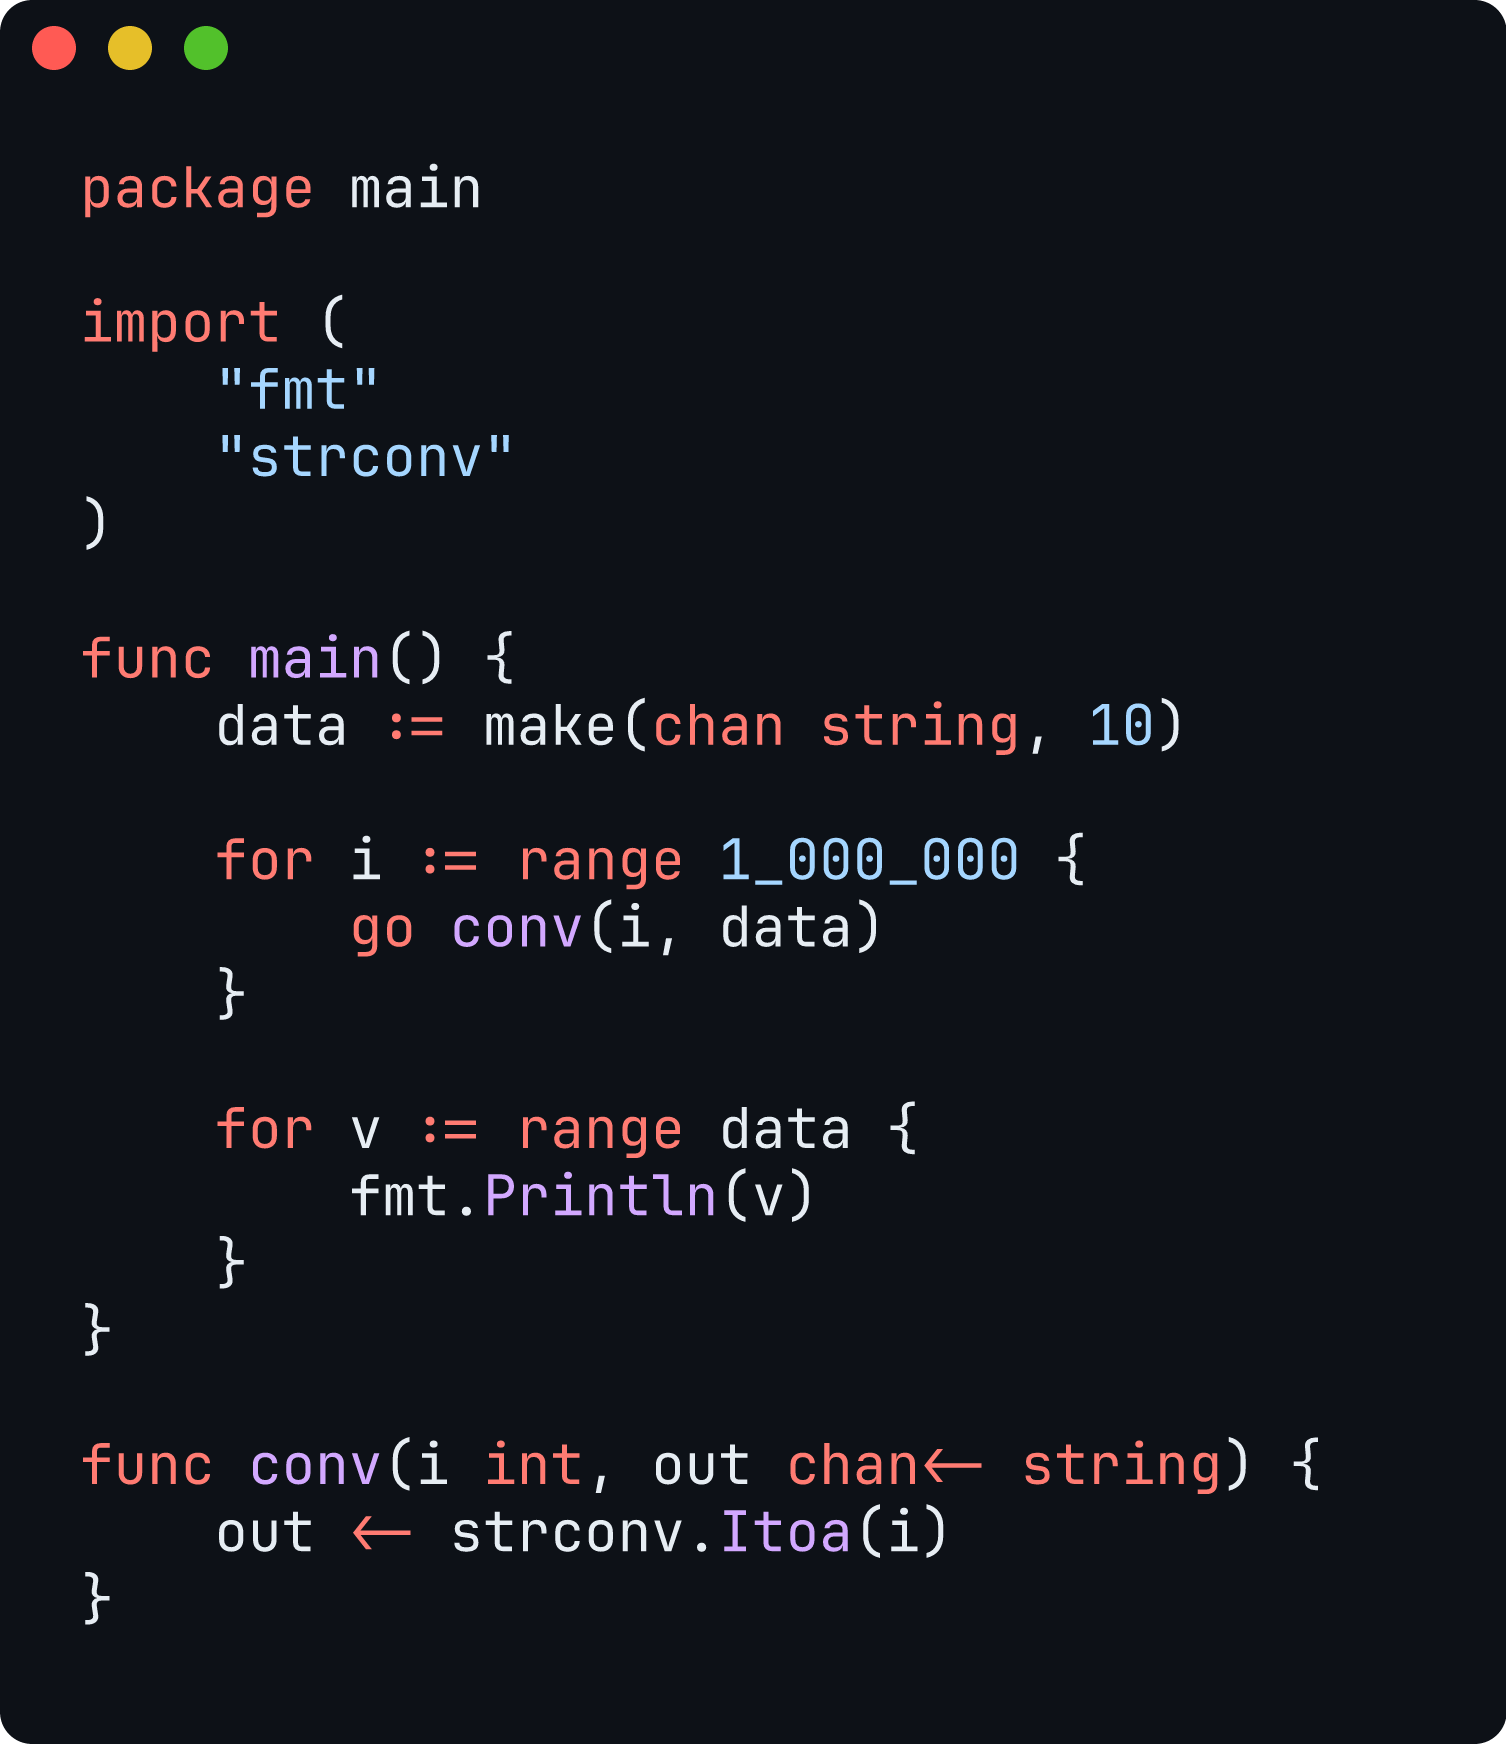 package main

import (
    "fmt"
    "strconv"
)

func main() {
    data := make(chan string, 10)

    for i := range 1_000_000 {
        go conv(i, data)
    }

    for v := range data {
        fmt.Println(v)
    }
}

func conv(i int, out chan<- string) {
    out <- strconv.Itoa(i)
}